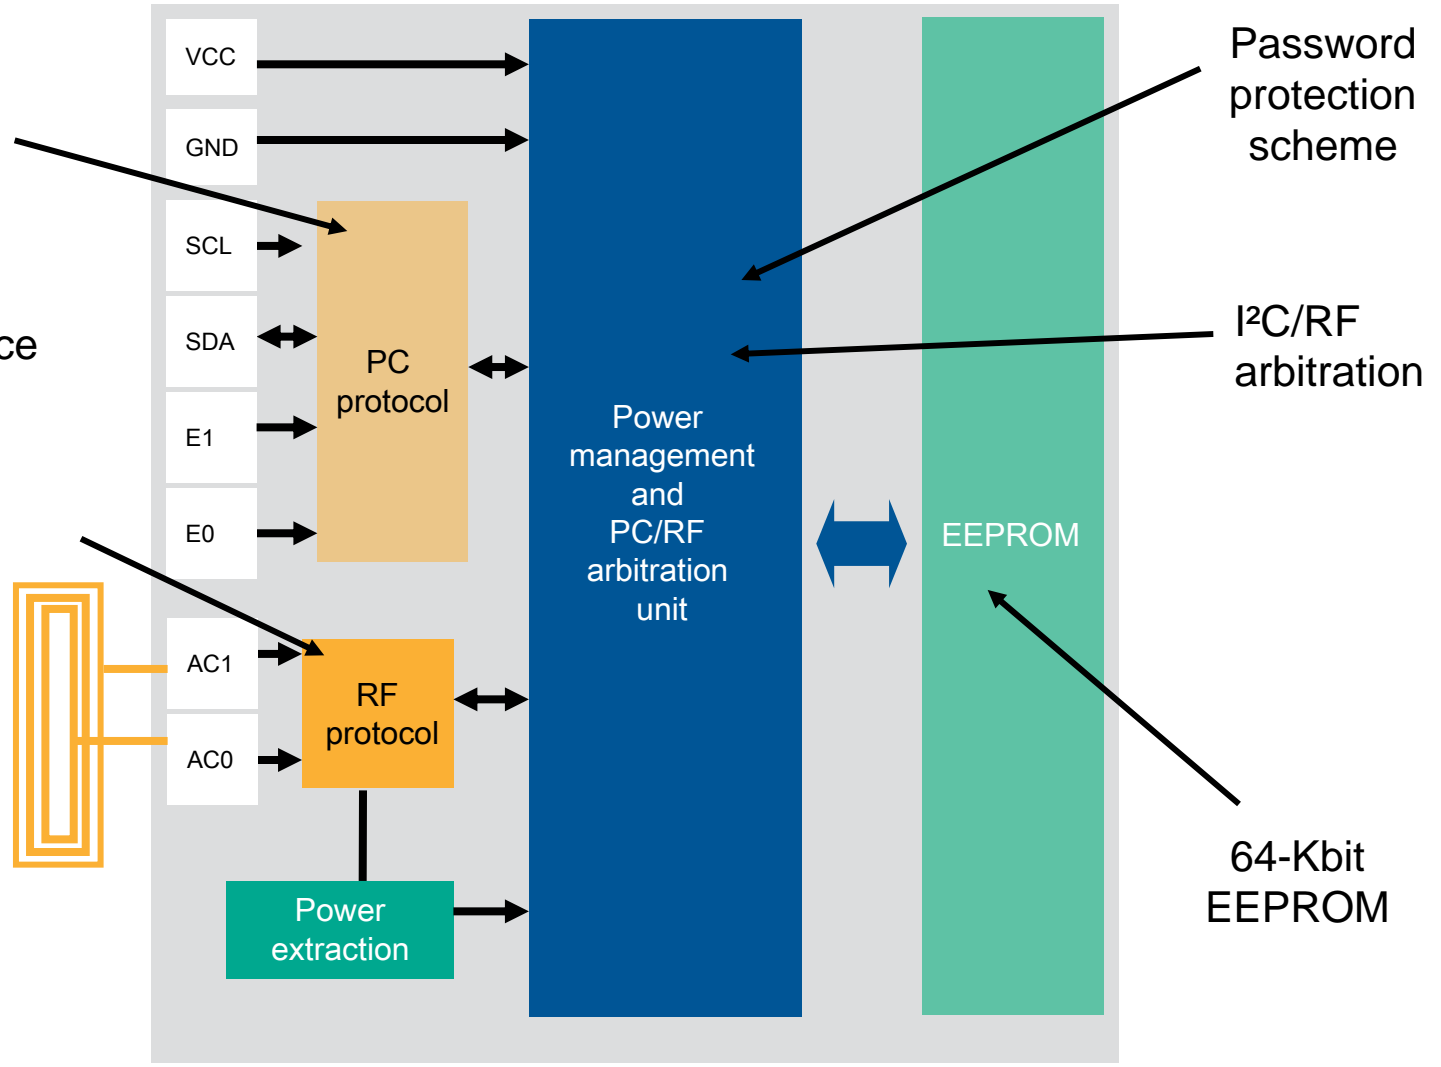 VCC
GND
SCL
SDA
E1
E0
AC1
AC0
ce
PC
protocol
RF
protocol
Power
extraction
Power
management
and
PC/RF
arbitration
unit
EEPROM
Password
protection
scheme
I²C/RF
arbitration
64-Kbit
EEPROM